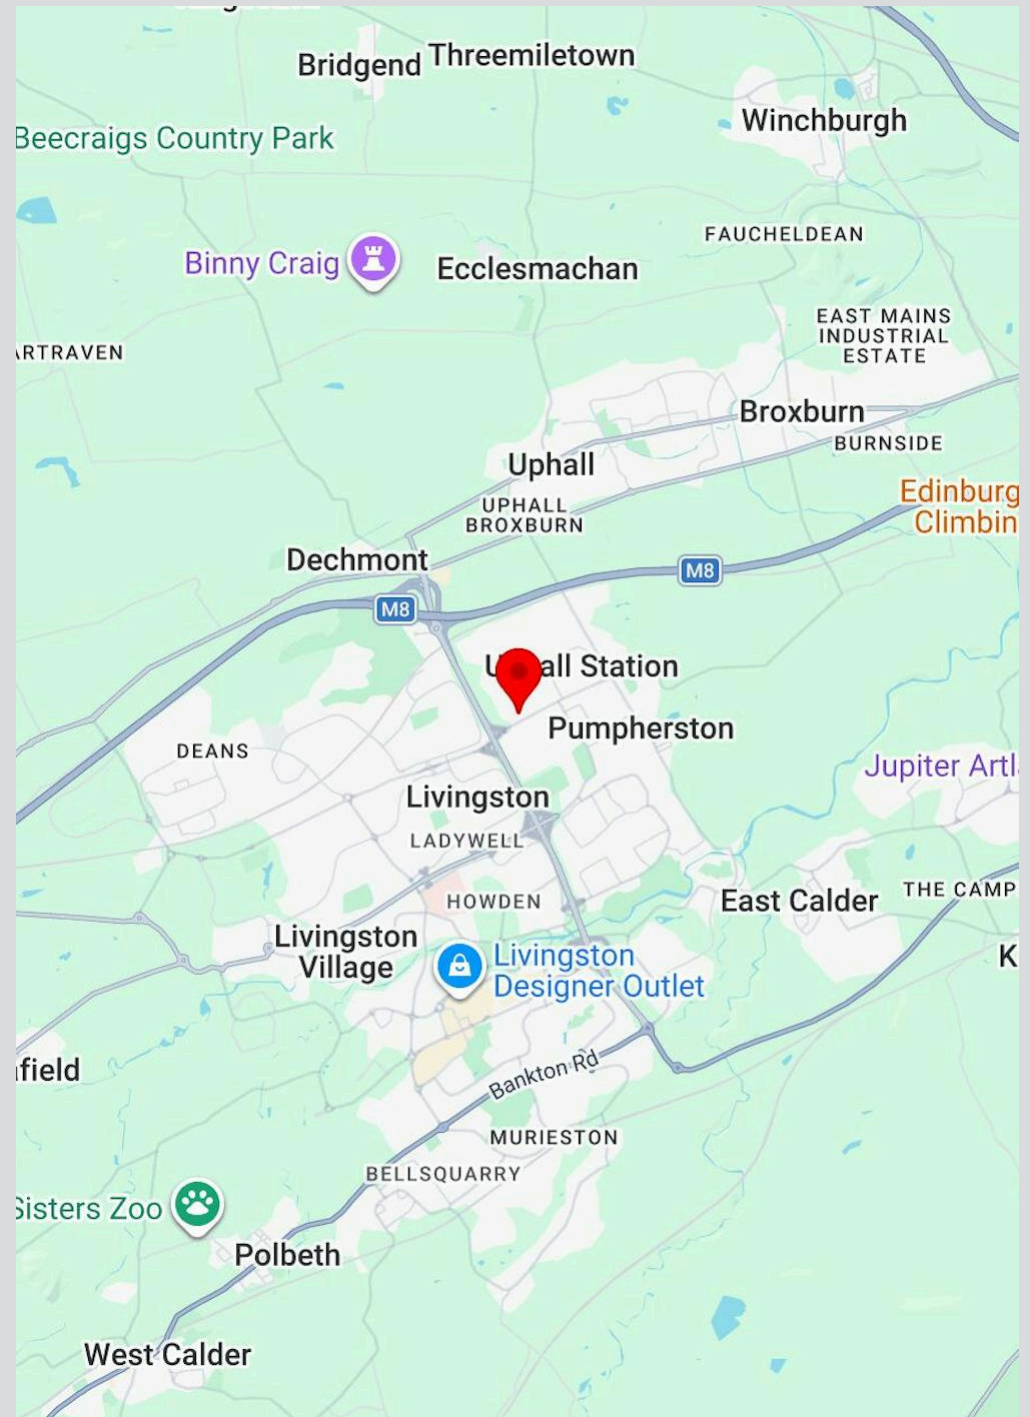 Bridgend
Threemiletown
Winchburgh
Beecraigs Country Park
FAUCHELDEAN
Binny Craig
Ecclesmachan
EAST MAINS
INDUSTRIAL
ESTATE
ARTRAVEN
Broxburn
BURNSIDE
Uphall
Edinburg
Climbin
UPHALL
BROXBURN
Dechmont
M8
M8
U all Station
Pumpherston
DEANS
Jupiter Artl
Livingston
LADYWELL
HOWDEN
East Calder
THE CAMP
Livingston
Village
Livingston
Designer Outlet
K
field
Bankton Rd
MURIESTON
BELLSQUARRY
Sisters Zoo
Polbeth
West Calder